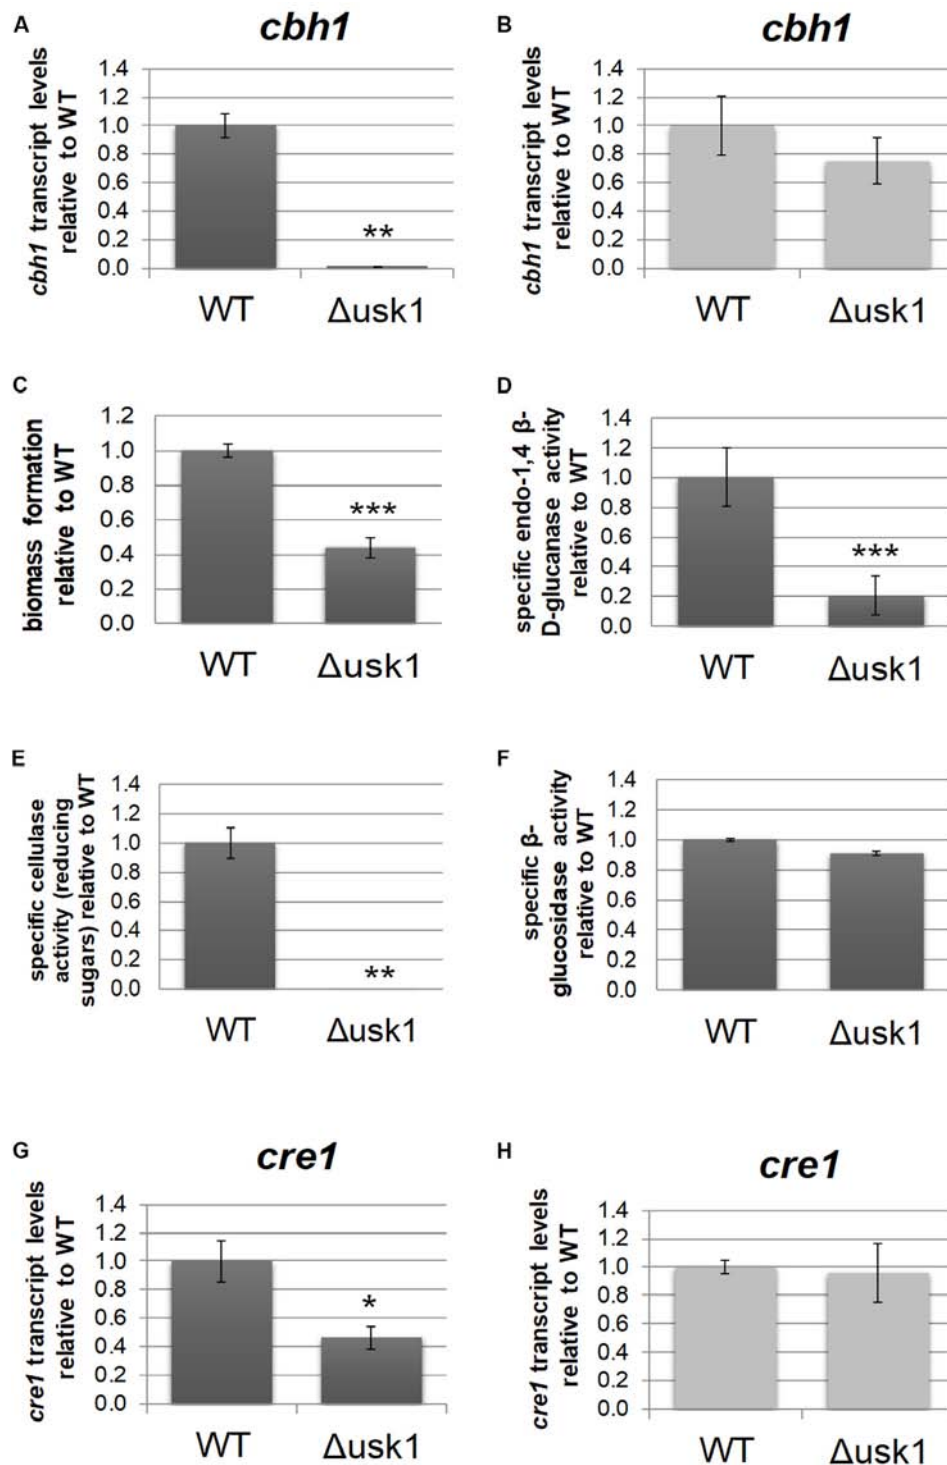 A
cbh1
cbh1 transcript levels
relative to WT
1.4
1.2
1.0
0.8
0.6
0.4
0.2
0.0
**
WT Δusk1
B
cbh1
cbh1 transcript levels
relative to WT
1.4
1.2
1.0
0.8
0.6
0.4
0.2
0.0
WT Δusk1
C
biomass formation
relative to WT
1.2
1.0
0.8
0.6
0.4
0.2
0.0
***
WT Δusk1
D
specific endo-1,4 β-
D-glucanase activity
relative to WT
1.4
1.2
1.0
0.8
0.6
0.4
0.2
0.0
***
WT Δusk1
E
specific cellulase
activity (reducing
sugars) relative to WT
1.4
1.2
1.0
0.8
0.6
0.4
0.2
0.0
**
WT Δusk1
F
specific β-
glucosidase activity
relative to WT
1.4
1.2
1.0
0.8
0.6
0.4
0.2
0.0
WT Δusk1
G
cre1
cre1 transcript levels
relative to WT
1.4
1.2
1.0
0.8
0.6
0.4
0.2
0.0
*
WT Δusk1
H
cre1
cre1 transcript levels
relative to WT
1.4
1.2
1.0
0.8
0.6
0.4
0.2
0.0
WT Δusk1